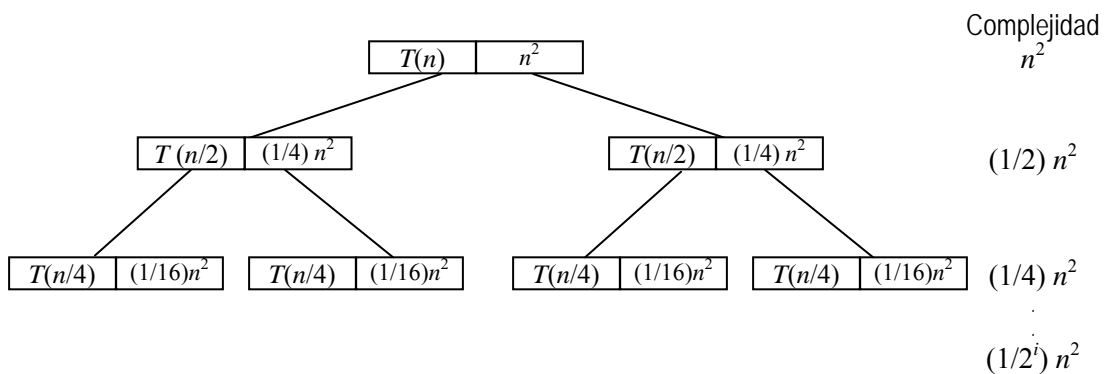 Complejidad
T(n) n² n²
T (n/2) (1/4) n² T(n/2) (1/4) n² (1/2) n²
T(n/4) (1/16)n² T(n/4) (1/16)n² T(n/4) (1/16)n² T(n/4) (1/16)n² (1/4) n²
.
.
(1/2ⁱ) n²